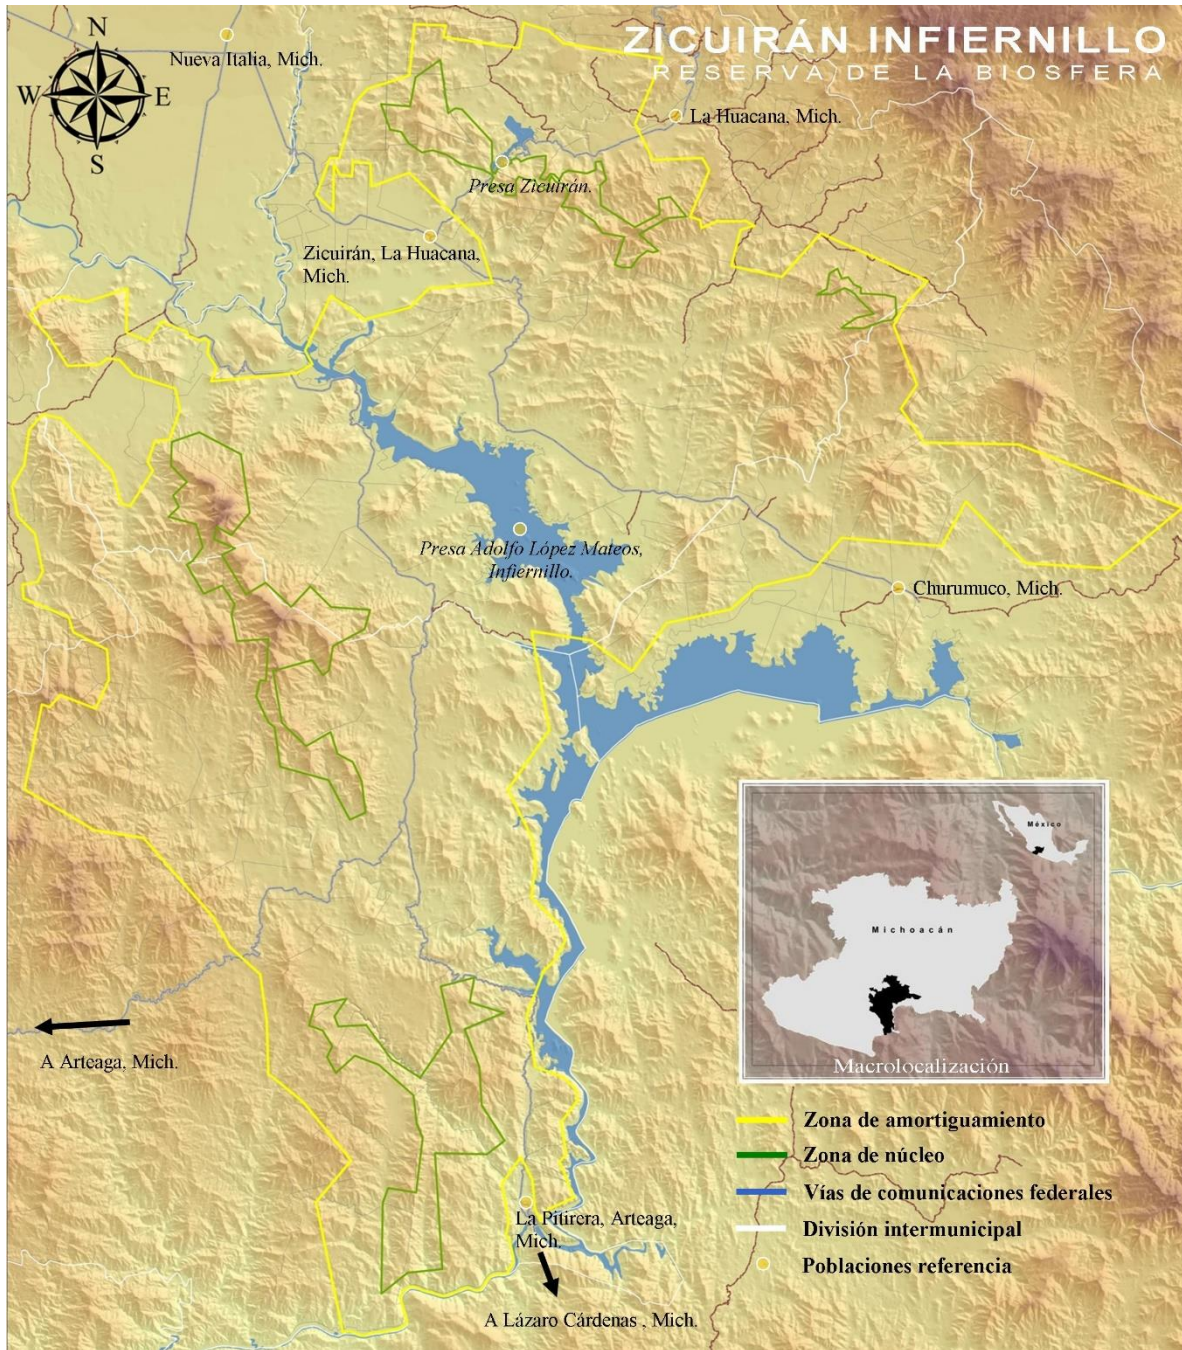 ZICUIRÁN INFIERNILLO
RESERVA DE LA BIOSFERA
N
W
E
S
Nueva Italia, Mich.
La Huacana, Mich.
Presa Zicuirán.
Zicuirán, La Huacana,
Mich.
Presa Adolfo López Mateos,
Infiernillo.
Churumuco, Mich.
México
Michoacán
Macrolocalización
A Arteaga, Mich.
La Pitirera, Arteaga,
Mich.
A Lázaro Cárdenas , Mich.
Zona de amortiguamiento
Zona de núcleo
Vías de comunicaciones federales
División intermunicipal
Poblaciones referencia